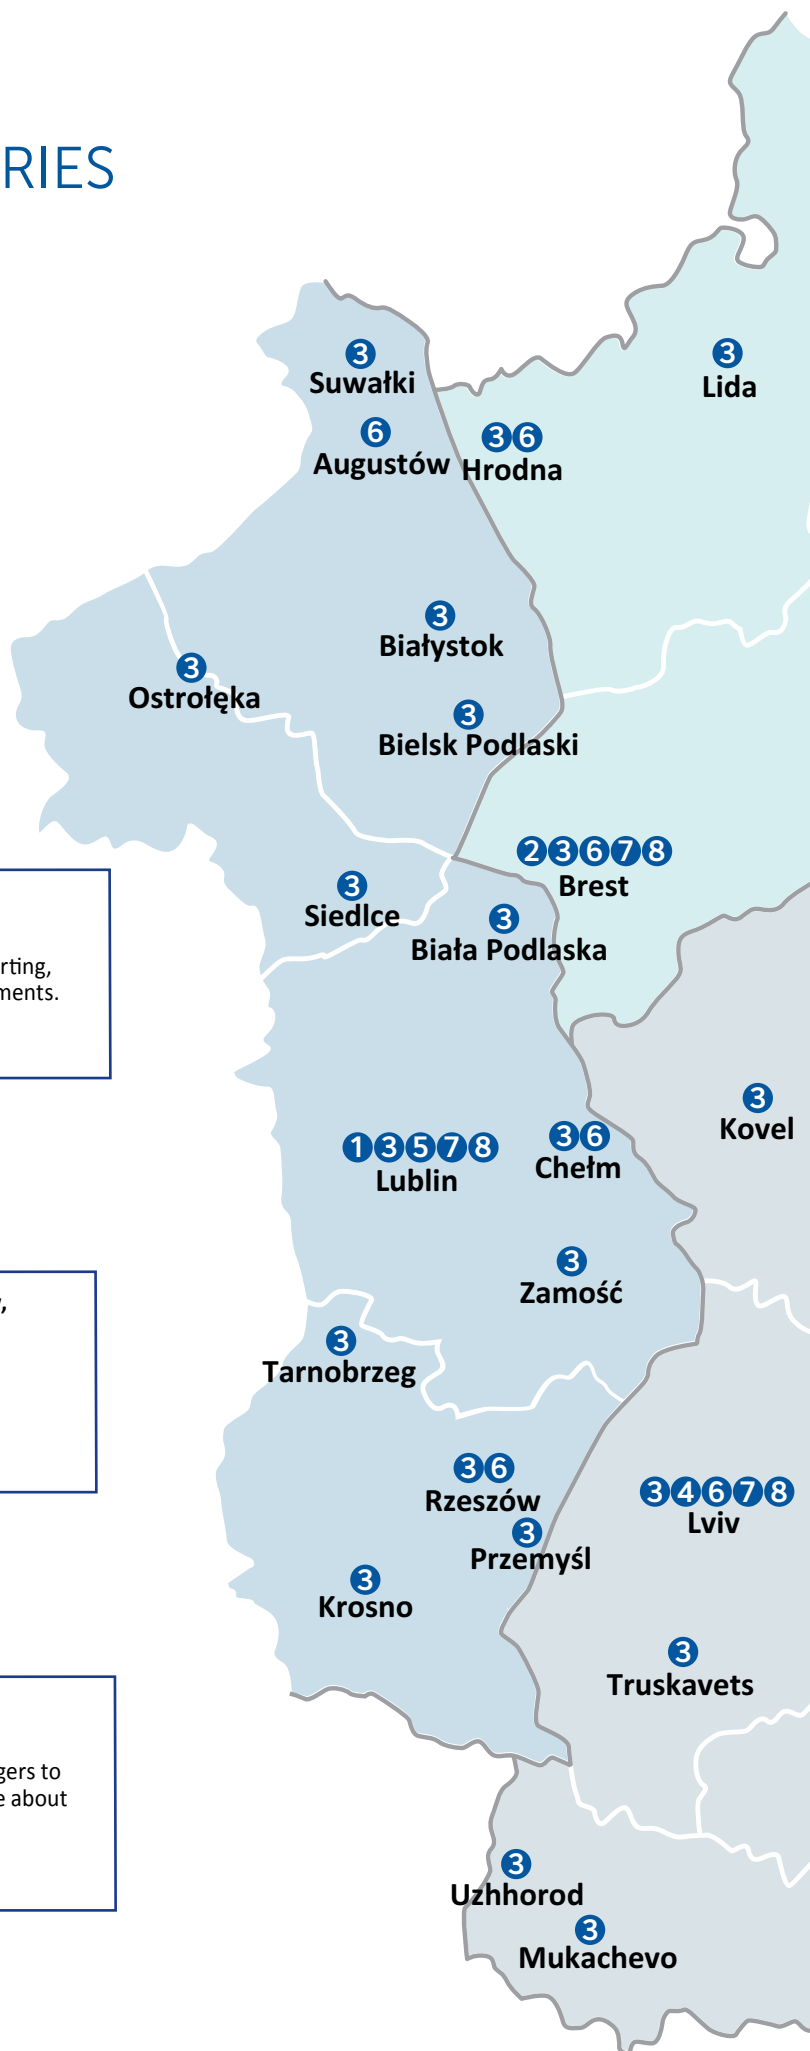 RIES
3
Suwałki
3
Lida
6
Augustów
3 6
Hrodna
3
Białystok
3
Ostrołęka
3
Bielsk Podlaski
2 3 6 7 8
Brest
3
Siedlce
3
Biała Podlaska
rting,
ments.
3
Kovel
1 3 5 7 8
Lublin
3 6
Chełm
3
Zamość
3
Tarnobrzeg
3 6
Rzeszów
3 4 6 7 8
Lviv
3
Przemyśl
3
Krosno
3
Truskavets
gers to
e about
3
Uzhhorod
3
Mukachevo